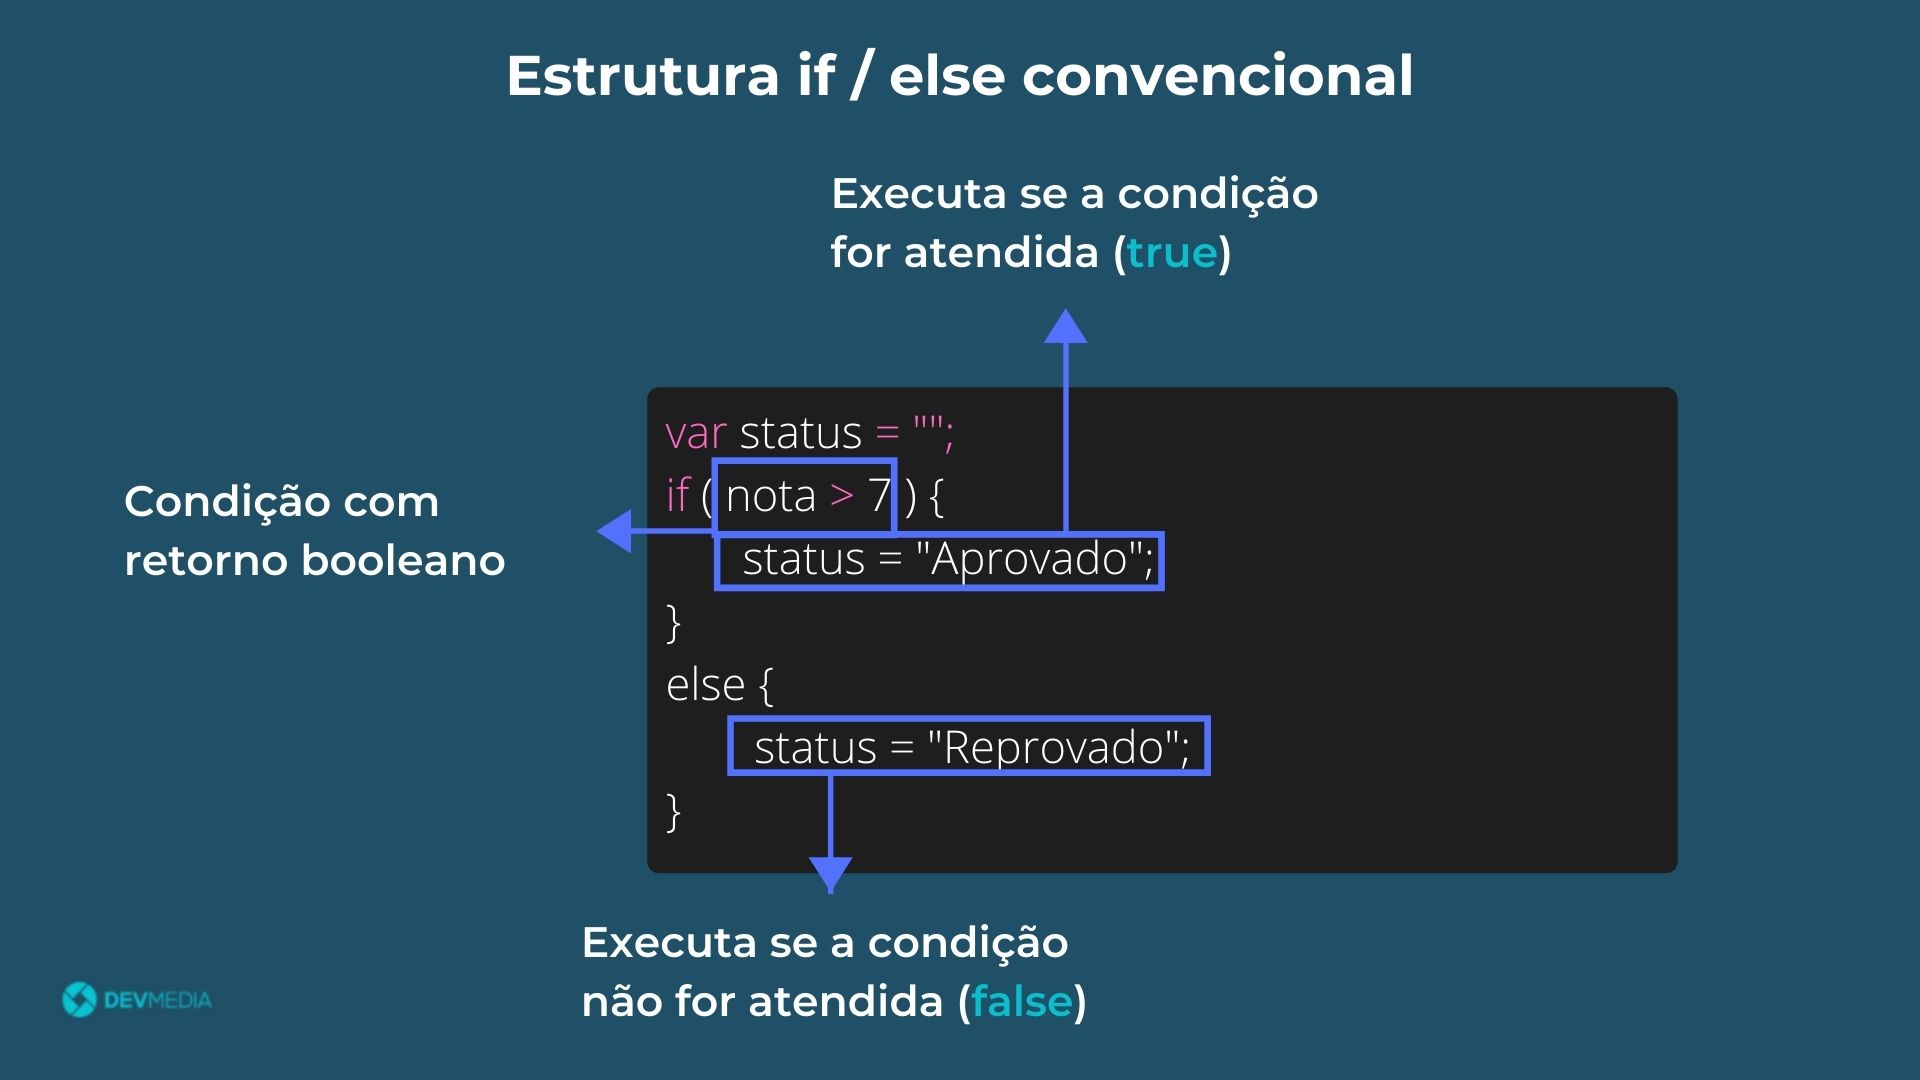 Estrutura if / else convencional
Executa se a condição
for atendida (true)
var status = "";
if ( nota > 7 ) {
status = "Aprovado";
}
else {
status = "Reprovado";
}
Condição com
retorno booleano
Executa se a condição
não for atendida (false)
DEVMEDIA